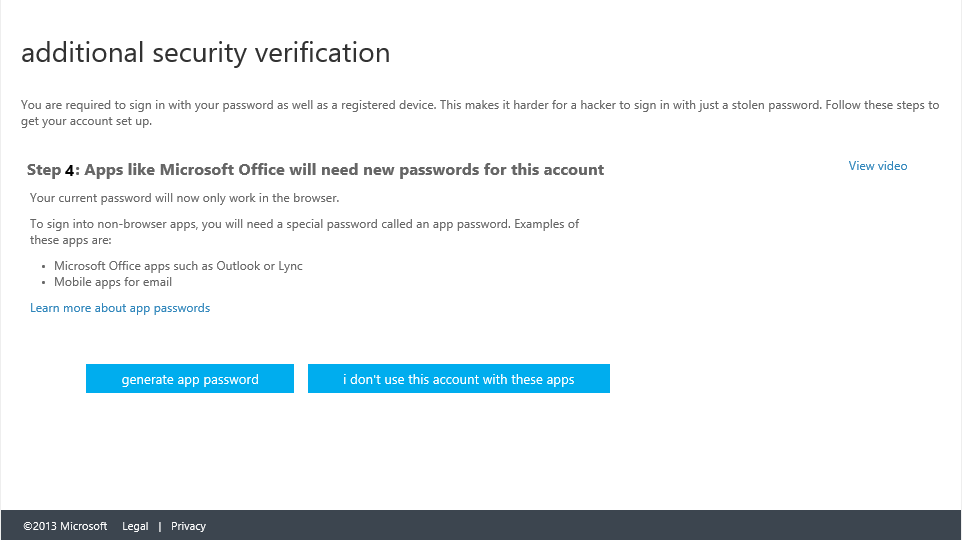 additional security verification
You are required to sign in with your password as well as a registered device. This makes it harder for a hacker to sign in with just a stolen password. Follow these steps to
get your account set up.
Step 4: Apps like Microsoft Office will need new passwords for this account
View video
Your current password will now only work in the browser.
To sign into non-browser apps, you will need a special password called an app password. Examples of
these apps are:
• Microsoft Office apps such as Outlook or Lync
• Mobile apps for email
Learn more about app passwords
generate app password
i don't use this account with these apps
©2013 Microsoft Legal | Privacy